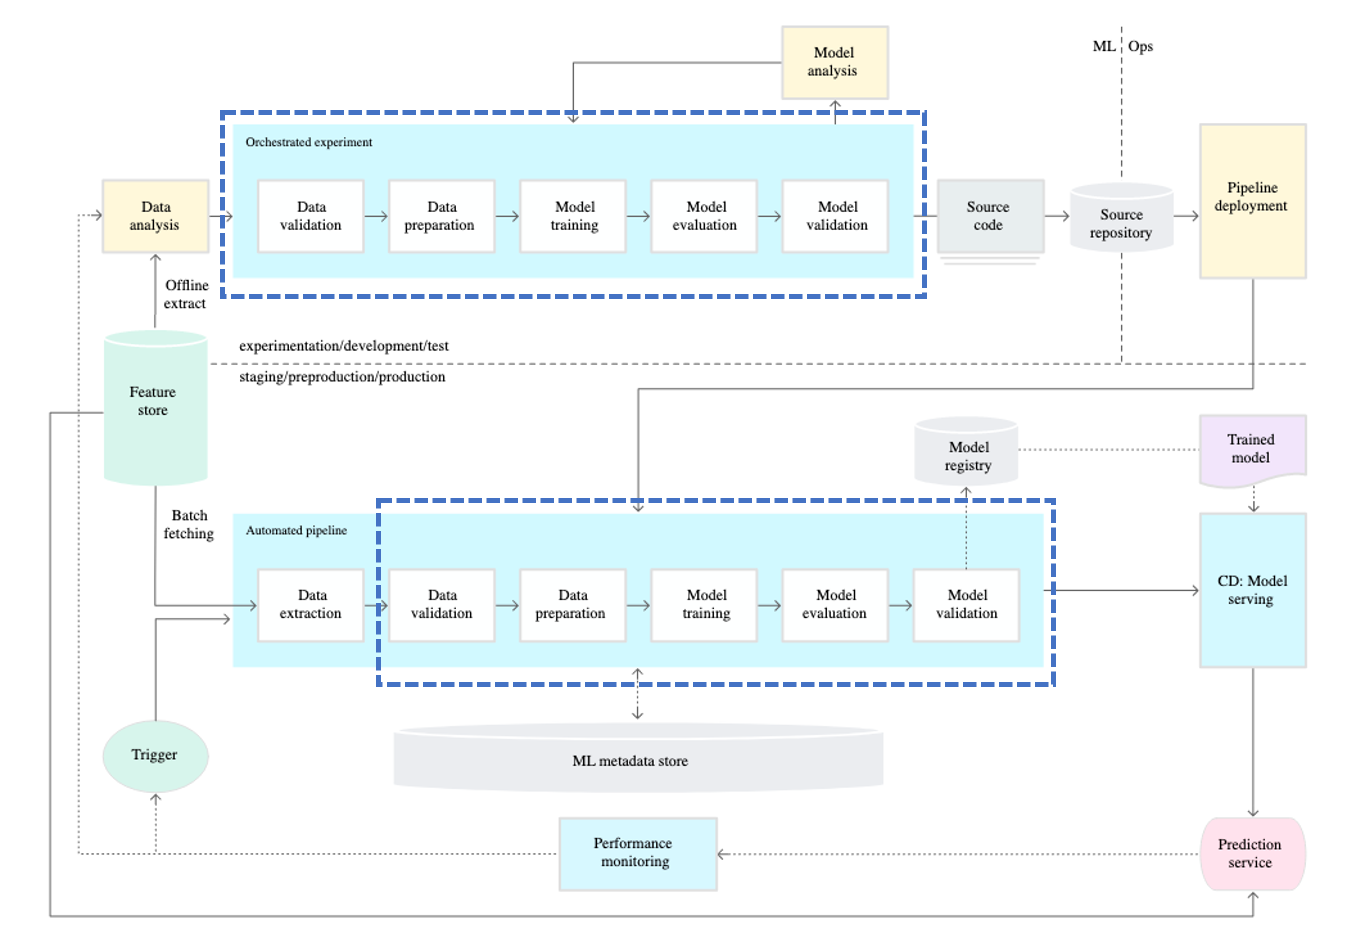 Model
analysis
ML
Ops
Orchestrated experiment
Data
analysis
Data
validation
Data
preparation
Model
training
Model
evaluation
Model
validation
Source
code
Source
repository
Pipeline
deployment
Offline
extract
experimentation/development/test
staging/preproduction/production
Feature
store
Model
registry
Trained
model
Batch
fetching
Automated pipeline
Data
extraction
Data
validation
Data
preparation
Model
training
Model
evaluation
Model
validation
CD: Model
serving
Trigger
ML metadata store
Performance
monitoring
Prediction
service